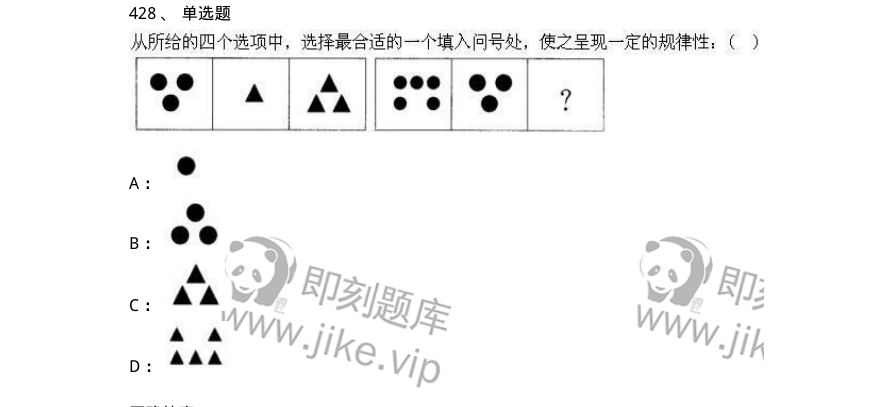 428 、 单选题
从所给的四个选项中，选择最合适的一个填入问号处，使之呈现一定的规律性：（ ）
?
A：
B：
C：
D：
即刻题库
www.jike.vip
即刻
www.jik